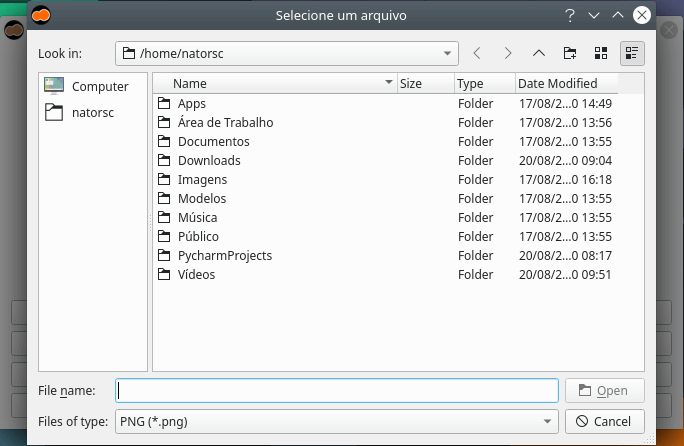 Selecione um arquivo
Look in: /home/natorsc
Computer
natorsc
Name Size Type Date Modified
Apps Folder 17/08/2...0 14:49
Área de Trabalho Folder 17/08/2...0 13:56
Documentos Folder 17/08/2...0 13:55
Downloads Folder 20/08/2...0 09:04
Imagens Folder 17/08/2...0 16:18
Modelos Folder 17/08/2...0 13:55
Música Folder 17/08/2...0 13:55
Público Folder 17/08/2...0 13:55
PycharmProjects Folder 20/08/2...0 08:17
Vídeos Folder 20/08/2...0 09:51
File name: Open
Files of type: PNG (*.png) Cancel